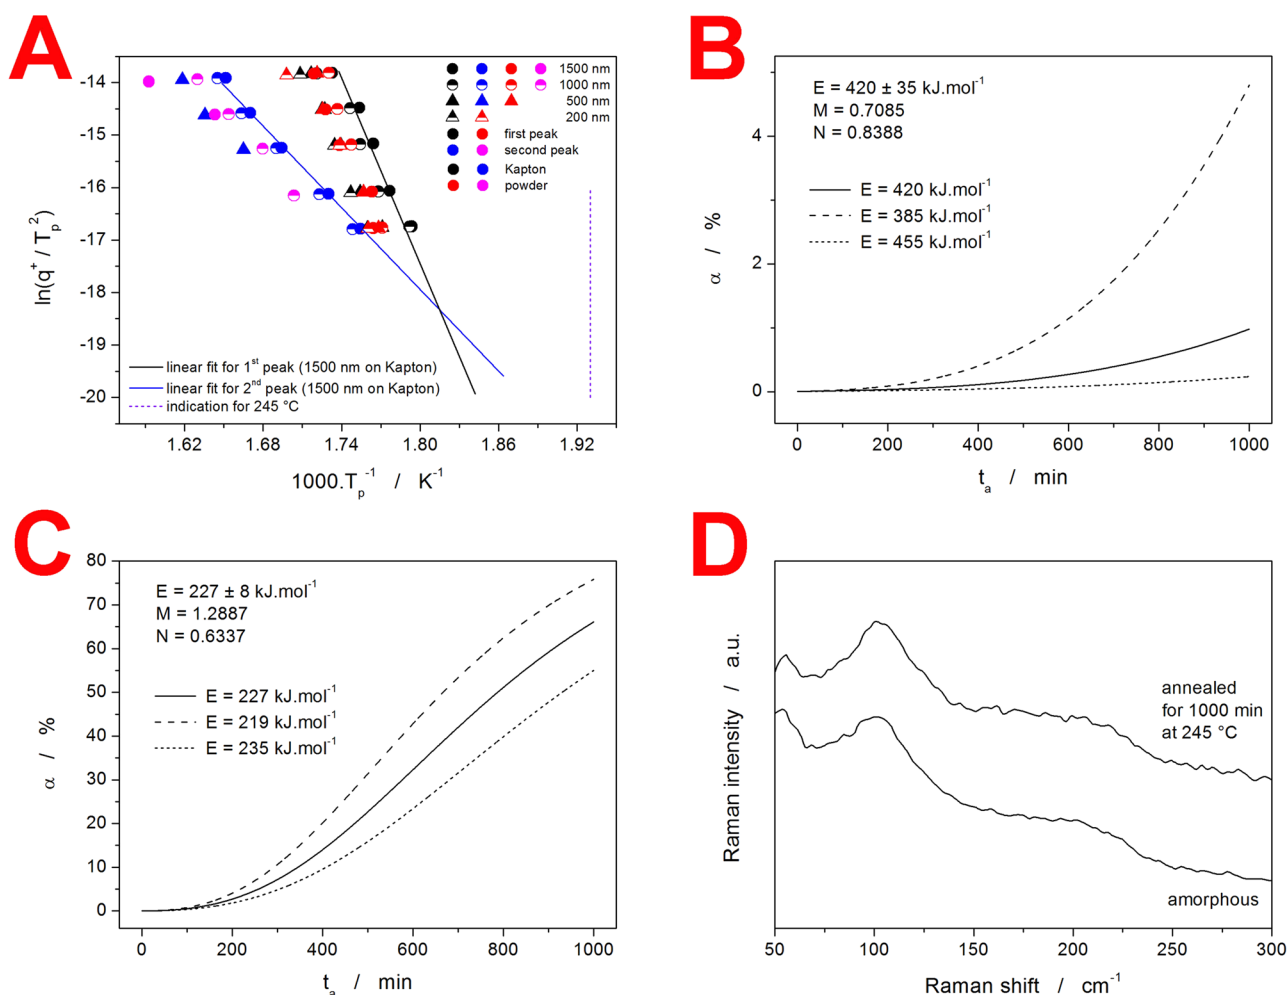 A
-14
-15
-16
-17
-18
-19
-20
1.62 1.68 1.74 1.80 1.86 1.92
ln(q⁺ / Tₚ²)
1000.Tₚ⁻¹ / K⁻¹
1500 nm
1000 nm
500 nm
200 nm
first peak
second peak
Kapton
powder
linear fit for 1ˢᵗ peak (1500 nm on Kapton)
linear fit for 2ⁿᵈ peak (1500 nm on Kapton)
indication for 245 °C
B
E = 420 ± 35 kJ.mol⁻¹
M = 0.7085
N = 0.8388
E = 420 kJ.mol⁻¹
E = 385 kJ.mol⁻¹
E = 455 kJ.mol⁻¹
4
2
0
α / %
0 200 400 600 800 1000
tₐ / min
C
80
75
70
65
60
55
50
45
40
30
20
10
0
α / %
E = 227 ± 8 kJ.mol⁻¹
M = 1.2887
N = 0.6337
E = 227 kJ.mol⁻¹
E = 219 kJ.mol⁻¹
E = 235 kJ.mol⁻¹
0 200 400 600 800 1000
tₐ / min
D
Raman intensity / a.u.
annealed
for 1000 min
at 245 °C
amorphous
50 100 150 200 250 300
Raman shift / cm⁻¹